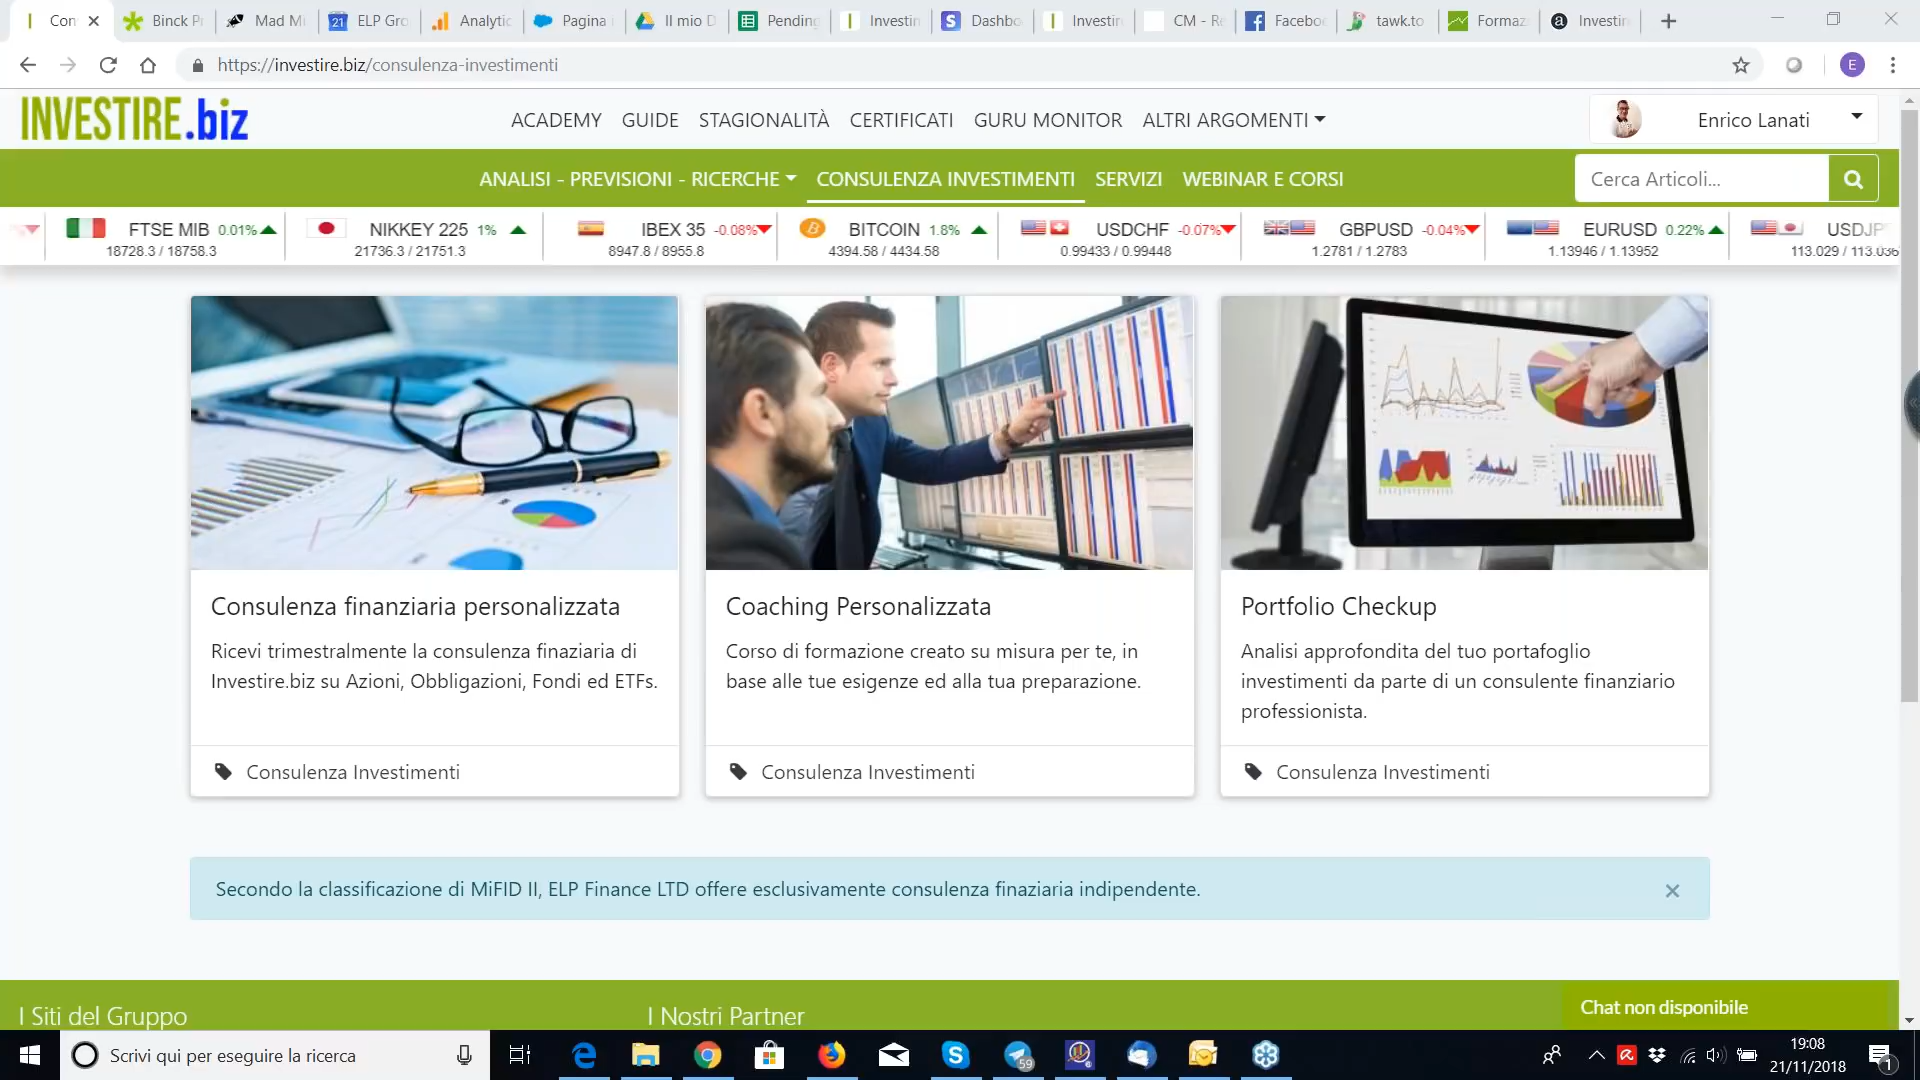 Con
Binck P
Mad Mi
21 ELP Gro
Analytic
Pagina
Il mio D
Pending
Investin
S Dashbo
Investin
CM - Re
Facebo
tawk.to
Formaz
a Investin
https://investire.biz/consulenza-investimenti
E
INVESTIRE.biz
ACADEMY GUIDE STAGIONALITÀ CERTIFICATI GURU MONITOR ALTRI ARGOMENTI
Enrico Lanati
ANALISI - PREVISIONI - RICERCHE CONSULENZA INVESTIMENTI SERVIZI WEBINAR E CORSI
Cerca Articoli...
FTSE MIB 0.01%
18728.3 / 18758.3
NIKKEY 225 1%
21736.3 / 21751.3
IBEX 35 -0.08%
8947.8 / 8955.8
BITCOIN 1.8%
4394.58 / 4434.58
USDCHF -0.07%
0.99433 / 0.99448
GBPUSD -0.04%
1.2781 / 1.2783
EURUSD 0.22%
1.13946 / 1.13952
USDJP
113.029 / 113.036
Consulenza finanziaria personalizzata
Ricevi trimestralmente la consulenza finaziaria di
Investire.biz su Azioni, Obbligazioni, Fondi ed ETFs.
Consulenza Investimenti
Coaching Personalizzata
Corso di formazione creato su misura per te, in
base alle tue esigenze ed alla tua preparazione.
Consulenza Investimenti
Portfolio Checkup
Analisi approfondita del tuo portafoglio
investimenti da parte di un consulente finanziario
professionista.
Consulenza Investimenti
Secondo la classificazione di MiFID II, ELP Finance LTD offere esclusivamente consulenza finaziaria indipendente.
I Siti del Gruppo
I Nostri Partner
Chat non disponibile
Scrivi qui per eseguire la ricerca
59
19:08
21/11/2018
1